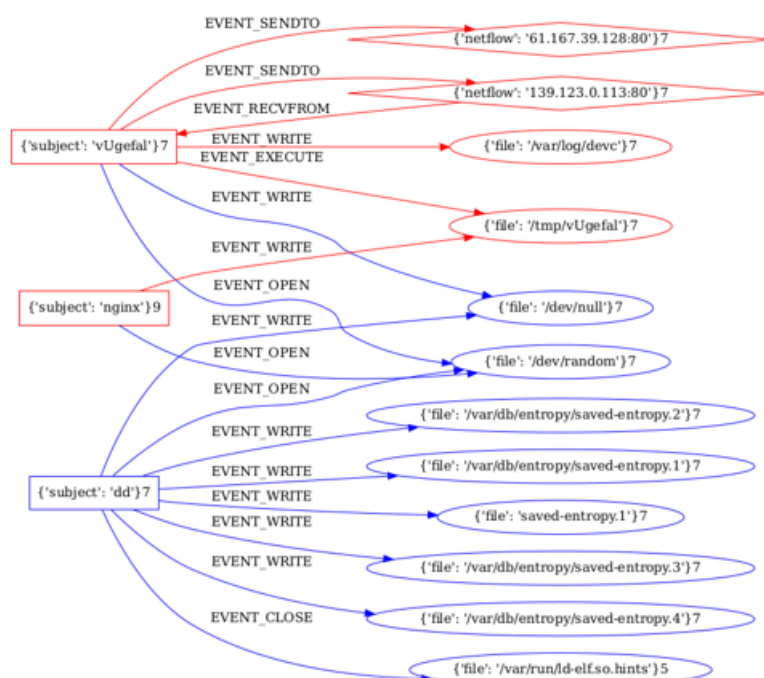 EVENT_SENDTO
{'netflow': '61.167.39.128:80'}7
EVENT_SENDTO
{'netflow': '139.123.0.113:80'}7
EVENT_RECVFROM
{'subject': 'vUgefal'}7
EVENT_WRITE
{'file': '/var/log/devc'}7
EVENT_EXECUTE
EVENT_WRITE
{'file': '/tmp/vUgefal'}7
EVENT_WRITE
EVENT_OPEN
{'subject': 'nginx'}9
{'file': '/dev/null'}7
EVENT_WRITE
EVENT_OPEN
{'file': '/dev/random'}7
EVENT_OPEN
{'file': '/var/db/entropy/saved-entropy.2'}7
EVENT_WRITE
{'file': '/var/db/entropy/saved-entropy.1'}7
EVENT_WRITE
{'subject': 'dd'}7
EVENT_WRITE
{'file': 'saved-entropy.1'}7
EVENT_WRITE
EVENT_WRITE
{'file': '/var/db/entropy/saved-entropy.3'}7
EVENT_CLOSE
{'file': '/var/db/entropy/saved-entropy.4'}7
{'file': '/var/run/ld-elf.so.hints'}5